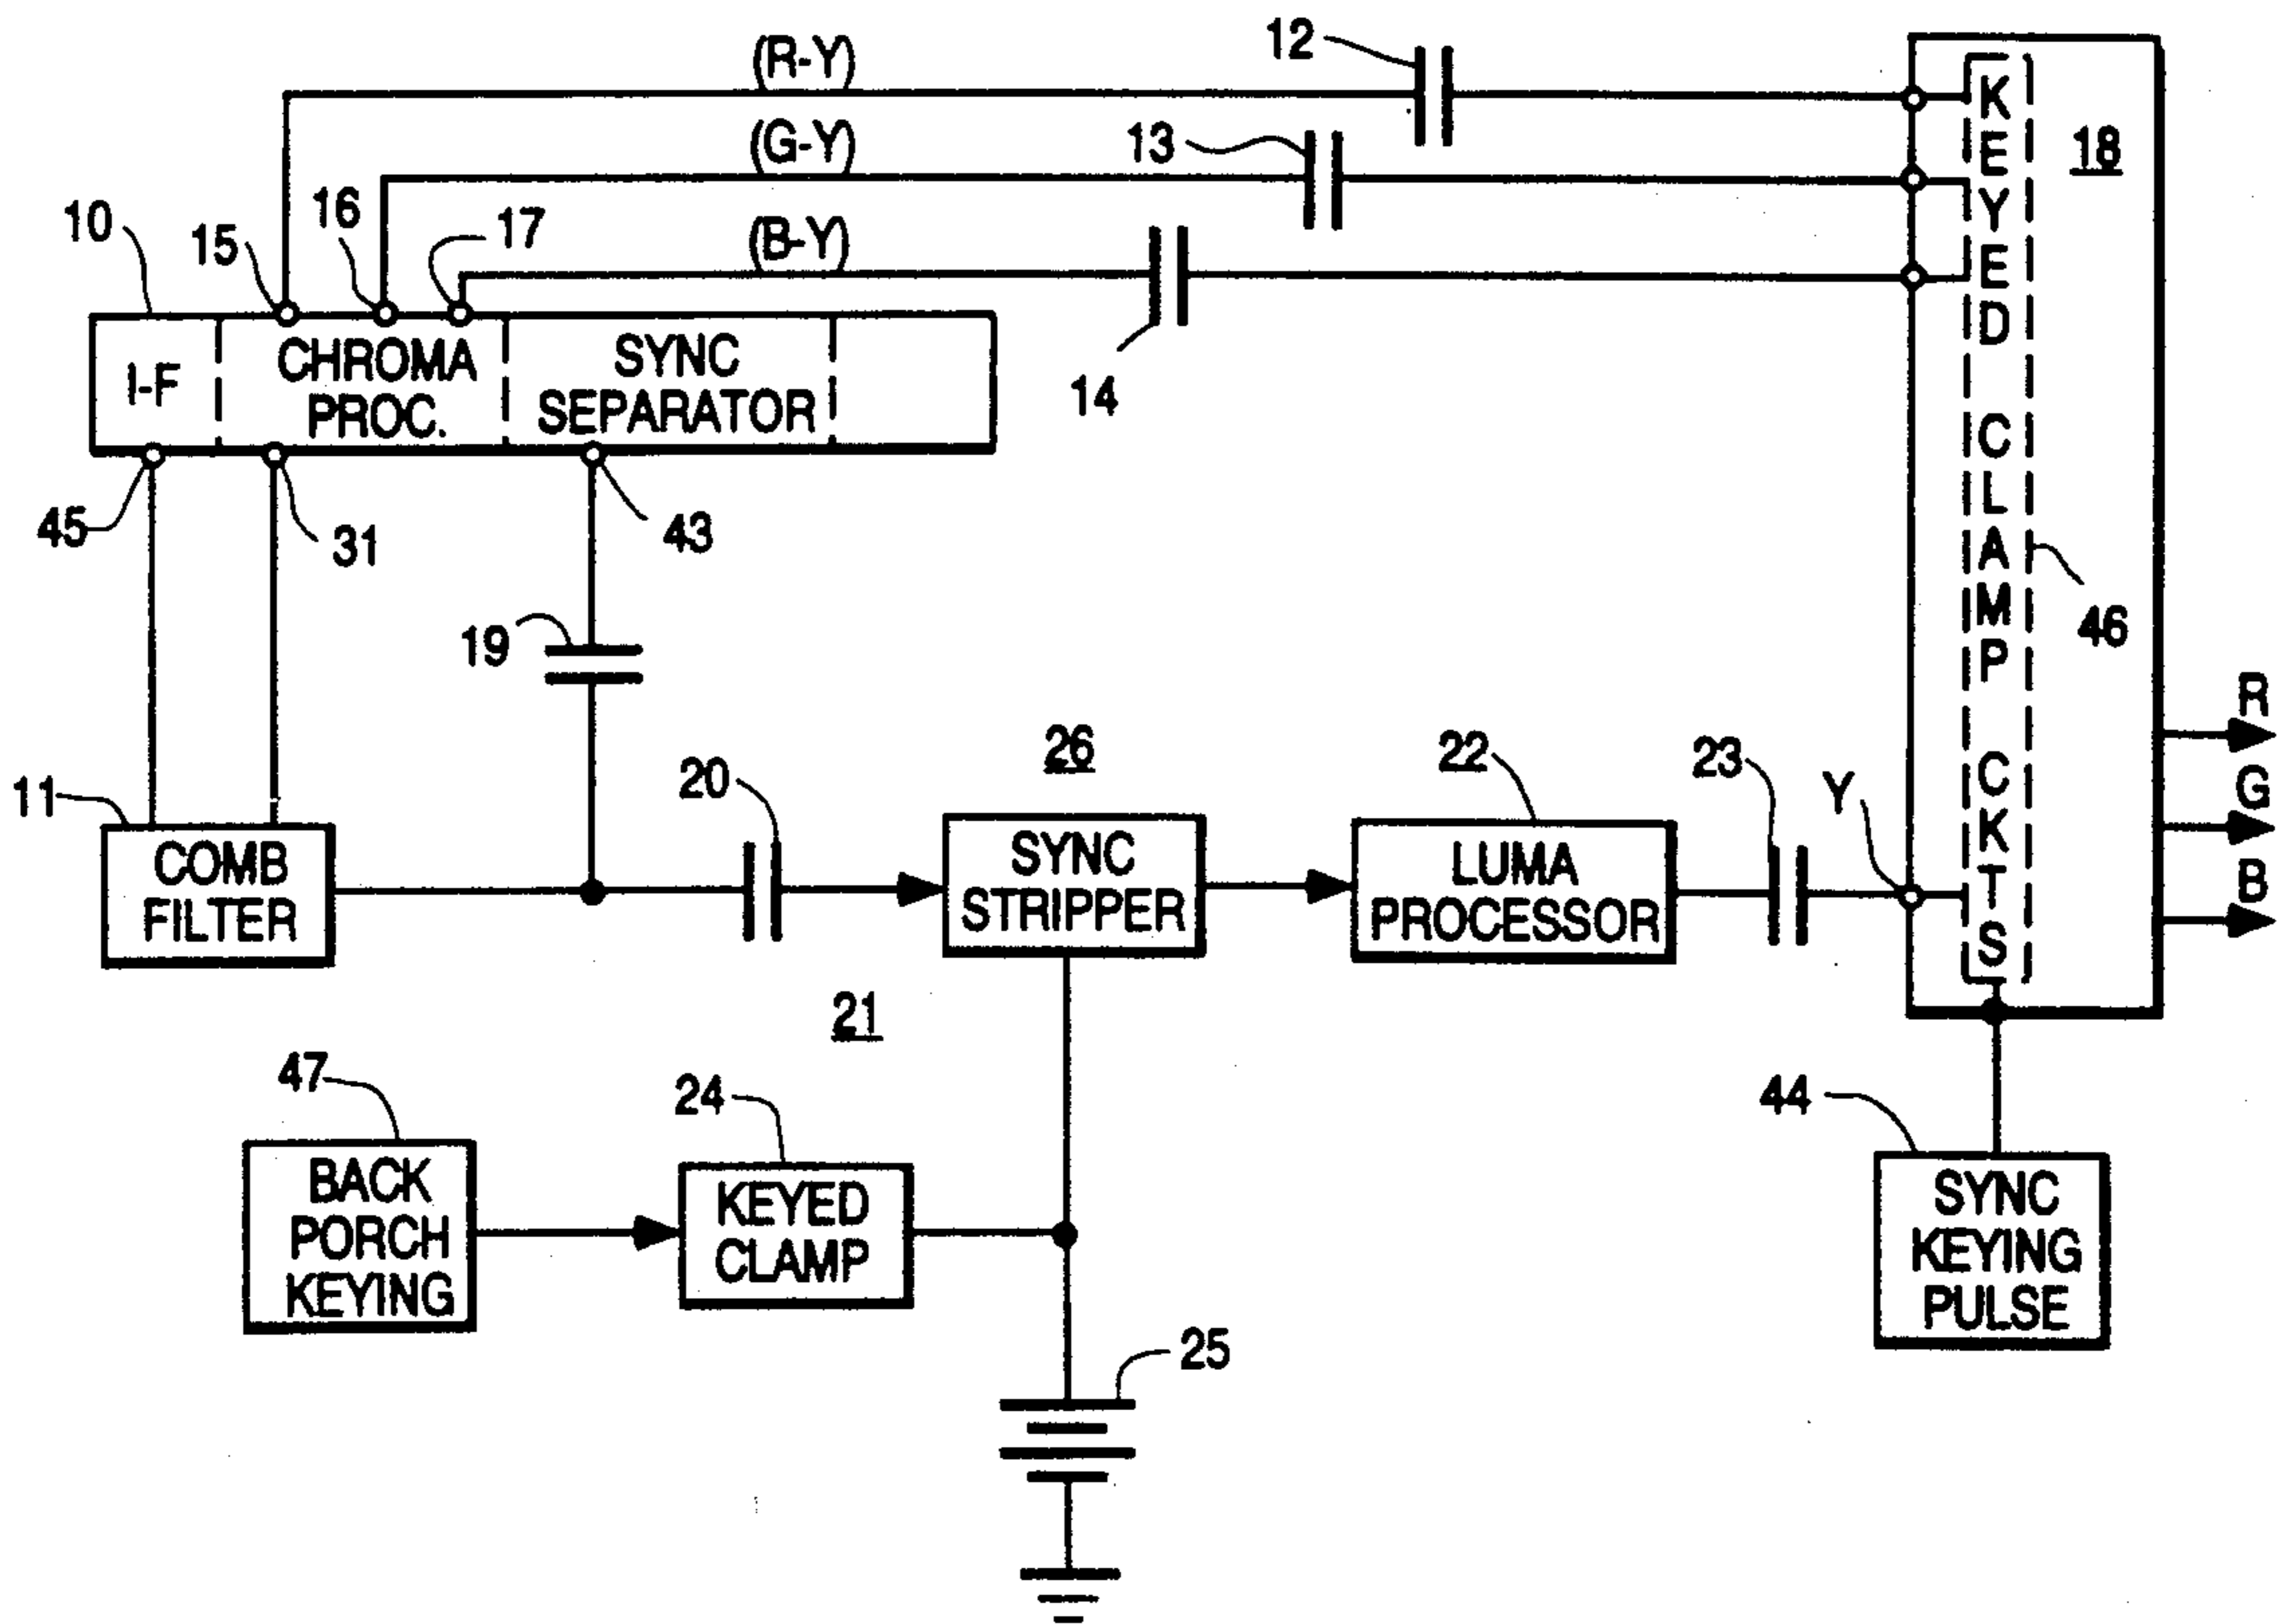 12
(R-Y)
13
(G-Y)
18
16
17
10
15
(B-Y)
I-F
CHROMA
PROC.
SYNC
SEPARATOR
14
KEYED CLAMP CKTS
45
31
43
19
46
R
26
22
23
20
Y
G
11
COMB
FILTER
SYNC
STRIPPER
LUMA
PROCESSOR
B
21
47
24
44
BACK
PORCH
KEYING
KEYED
CLAMP
SYNC
KEYING
PULSE
25